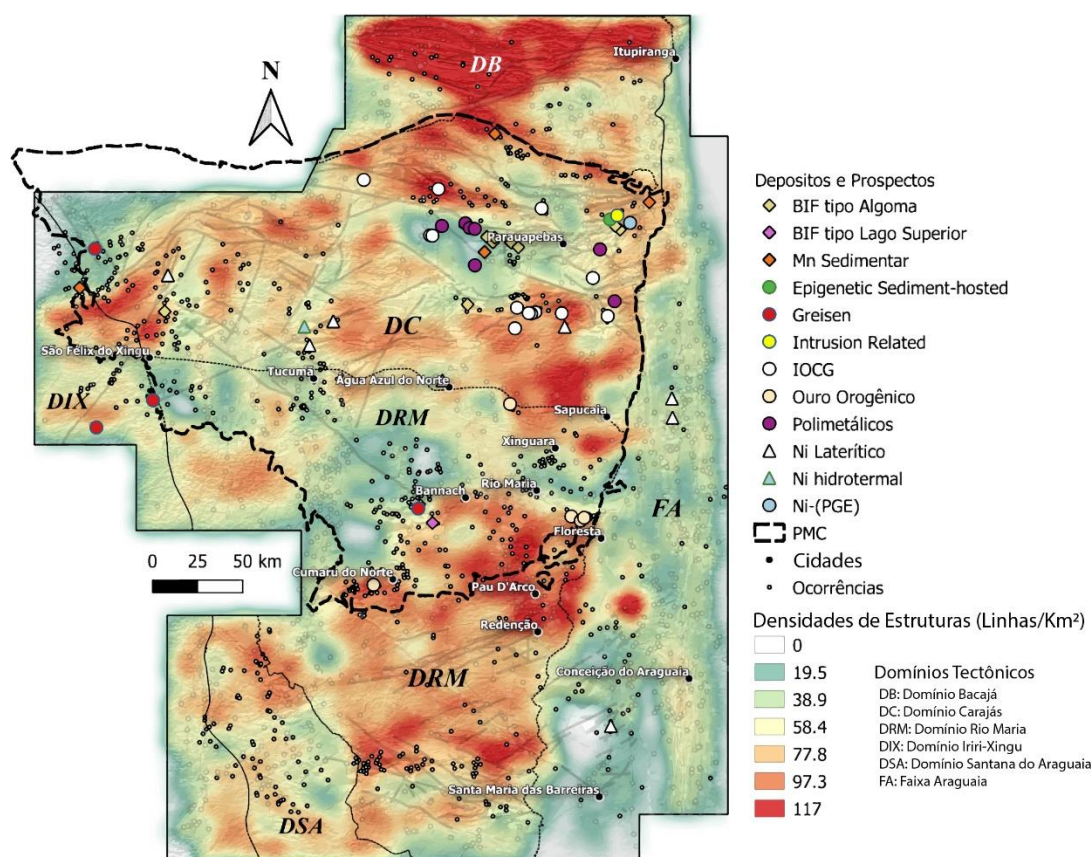 Itupiranga
DB
N
Parauapebas
DC
São Félix do Xingu
Tucumã
Água Azul do Norte
DIX
DRM
Sapucaia
Xinguara
Bannach
Rio Maria
FA
Floresta
0 25 50 km
Cumaru do Norte
Pau D'Arco
Redenção
Conceição do Araguaia
DRM
Santa Maria das Barreiras
DSA
Depositos e Prospectos
BIF tipo Algoma
BIF tipo Lago Superior
Mn Sedimentar
Epigenetic Sediment-hosted
Greisen
Intrusion Related
IOCG
Ouro Orogênico
Polimetálicos
Ni Laterítico
Ni hidrotermal
Ni-(PGE)
PMC
Cidades
Ocorrências
Densidades de Estruturas (Linhas/Km²)
0
19.5
38.9
58.4
77.8
97.3
117
Domínios Tectônicos
DB: Domínio Bacajá
DC: Domínio Carajás
DRM: Domínio Rio Maria
DIX: Domínio Iriri-Xingu
DSA: Domínio Santana do Araguaia
FA: Faixa Araguaia